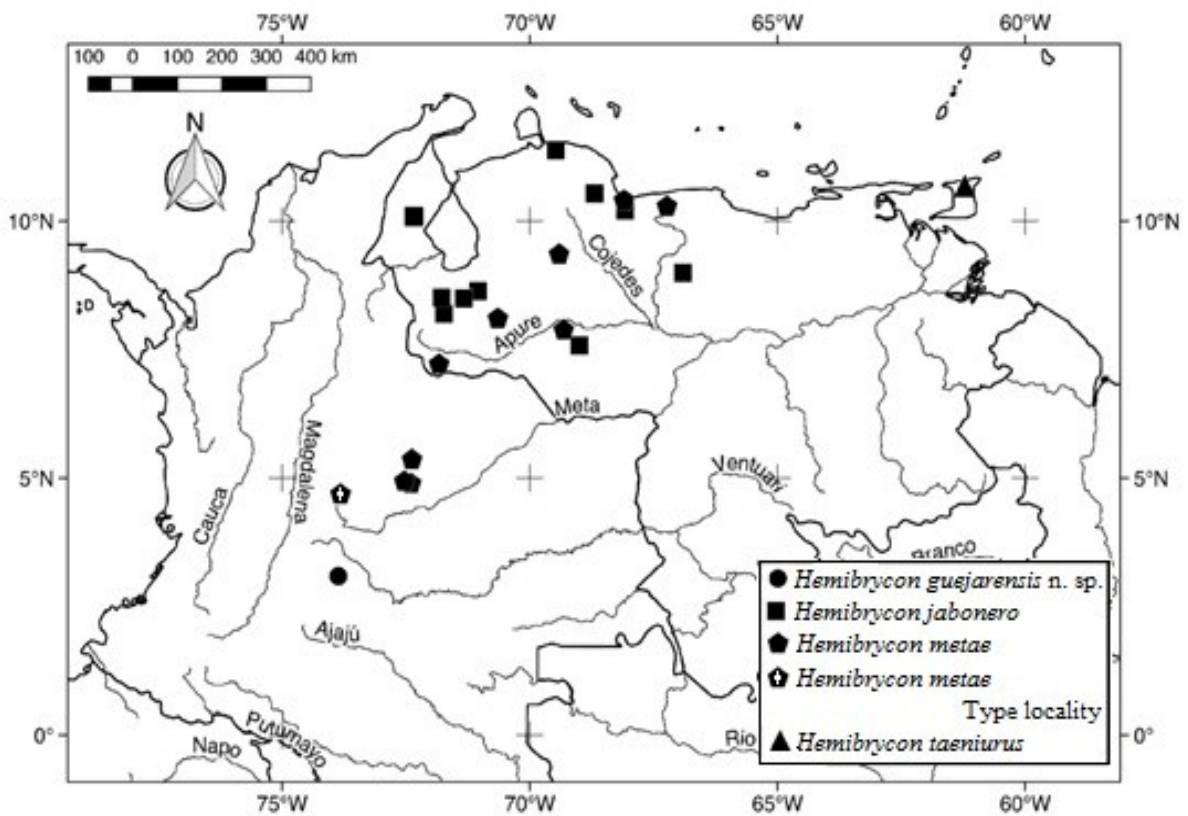 75°W 70°W 65°W 60°W
100 0 100 200 300 400 km
N
10°N 10°N
Cojedes
:D
Apure
Meta
Magdalena
5°N 5°N
Ventuari
Cauca
Branco
Hemibrycon guejarensis n. sp.
Hemibrycon jabonero
Ajajú
Hemibrycon metae
Hemibrycon metae
Type locality
Putumayo
0° Rio 0°
Napo
Hemibrycon taeniurus
75°W 70°W 65°W 60°W